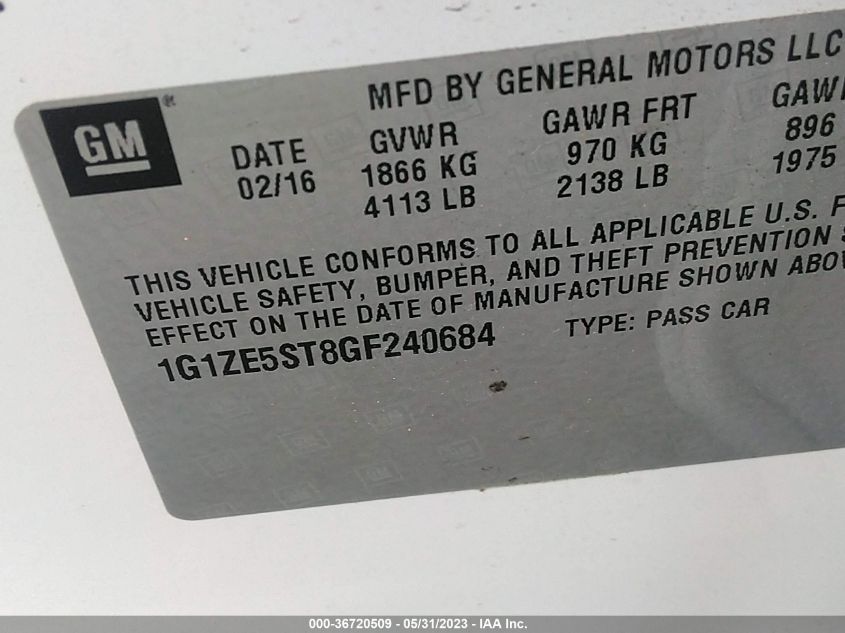 GM
MFD BY GENERAL MOTORS LLC
DATE GVWR GAWR FRT
02/16 1866 KG 970 KG 896
4113 LB 2138 LB 1975
THIS VEHICLE CONFORMS TO ALL APPLICABLE U.S. F
VEHICLE SAFETY, BUMPER, AND THEFT PREVENTION
EFFECT ON THE DATE OF MANUFACTURE SHOWN
1G1ZE5ST8GF240684 TYPE: PASS CAR
000-36720509 - 05/31/2023 - IAA Inc.